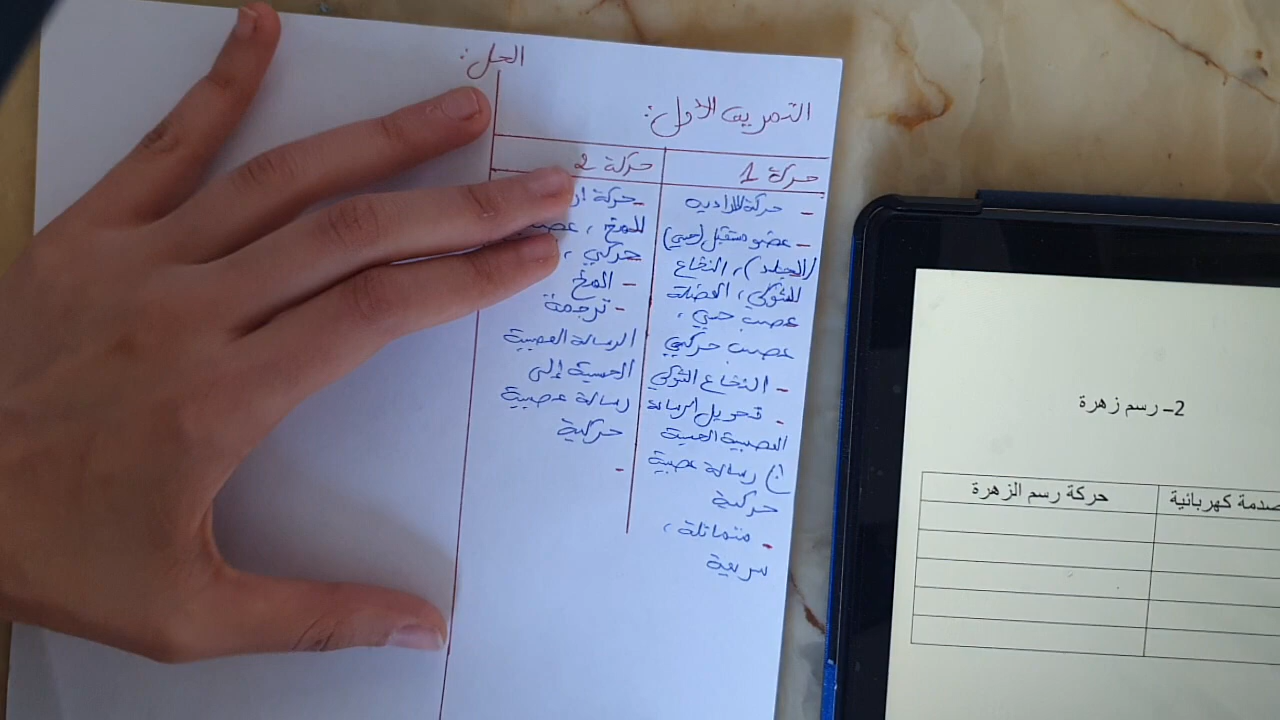 الحل:
التمرين الأول:
حركة 1
- حركة لاإرادية
- عضو مستقبل (حسي)
(الجلد)، النخاع
الشوكي، العضلة
عصب حسي،
عصب حركي
- النخاع الشوكي
- تحويل الرسالة
العصبية الحسية
إلى رسالة عصبية
حركية
- متماثلة،
سريعة
حركة 2
- حركة
المخ،
حركي،
- المخ
- ترجمة
الرسالة العصبية
الحسية إلى
رسالة عصبية
حركية
-
2- رسم زهرة
صدمة كهربائية
حركة رسم الزهرة